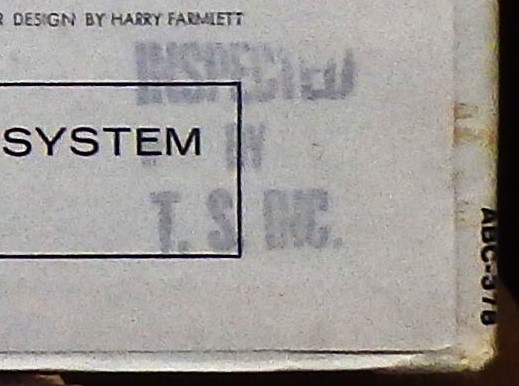 R DESIGN BY HARRY FARMLETT
INSPECTED
SYSTEM
BY
T. S. INC.
ABC-378